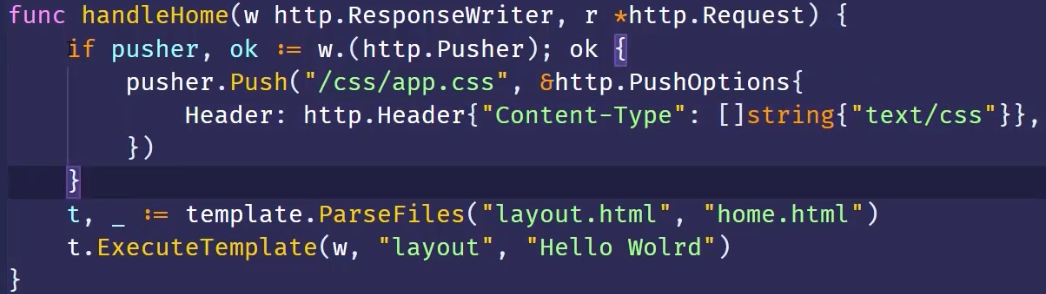 func handleHome(w http.ResponseWriter, r *http.Request) {
    if pusher, ok := w.(http.Pusher); ok {
        pusher.Push("/css/app.css", &http.PushOptions{
            Header: http.Header{"Content-Type": []string{"text/css"}},
        })
    }
    t, _ := template.ParseFiles("layout.html", "home.html")
    t.ExecuteTemplate(w, "layout", "Hello Wolrd")
}